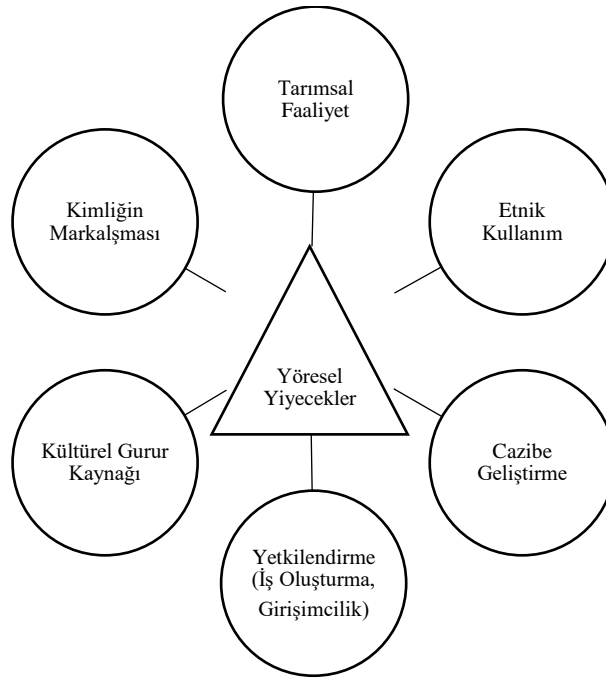 Tarımsal
Faaliyet
Kimliğin
Markalşması
Etnik
Kullanım
Yöresel
Yiyecekler
Kültürel Gurur
Kaynağı
Cazibe
Geliştirme
Yetkilendirme
(İş Oluşturma,
Girişimcilik)